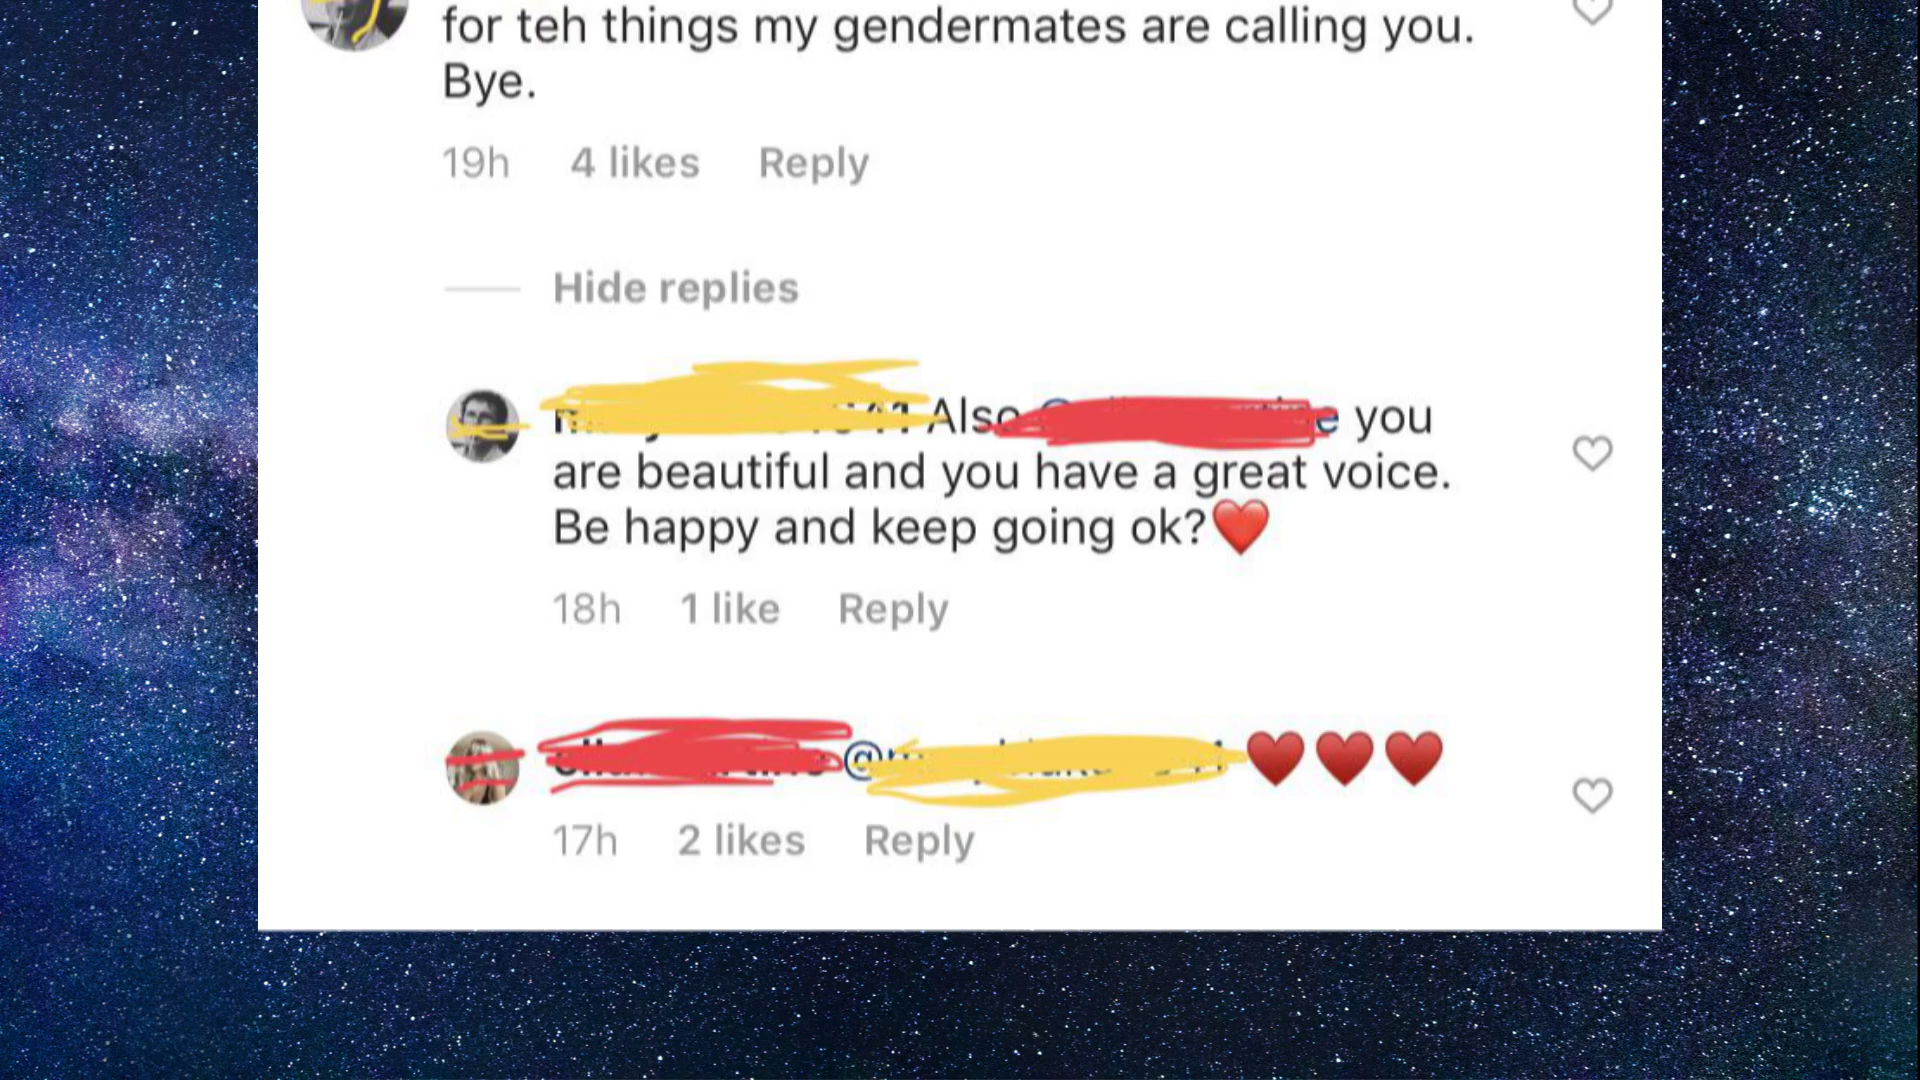 for teh things my gendermates are calling you.
Bye.
19h 4 likes Reply
Hide replies
Also you
are beautiful and you have a great voice.
Be happy and keep going ok?❤️
18h 1 like Reply
❤️❤️❤️
17h 2 likes Reply